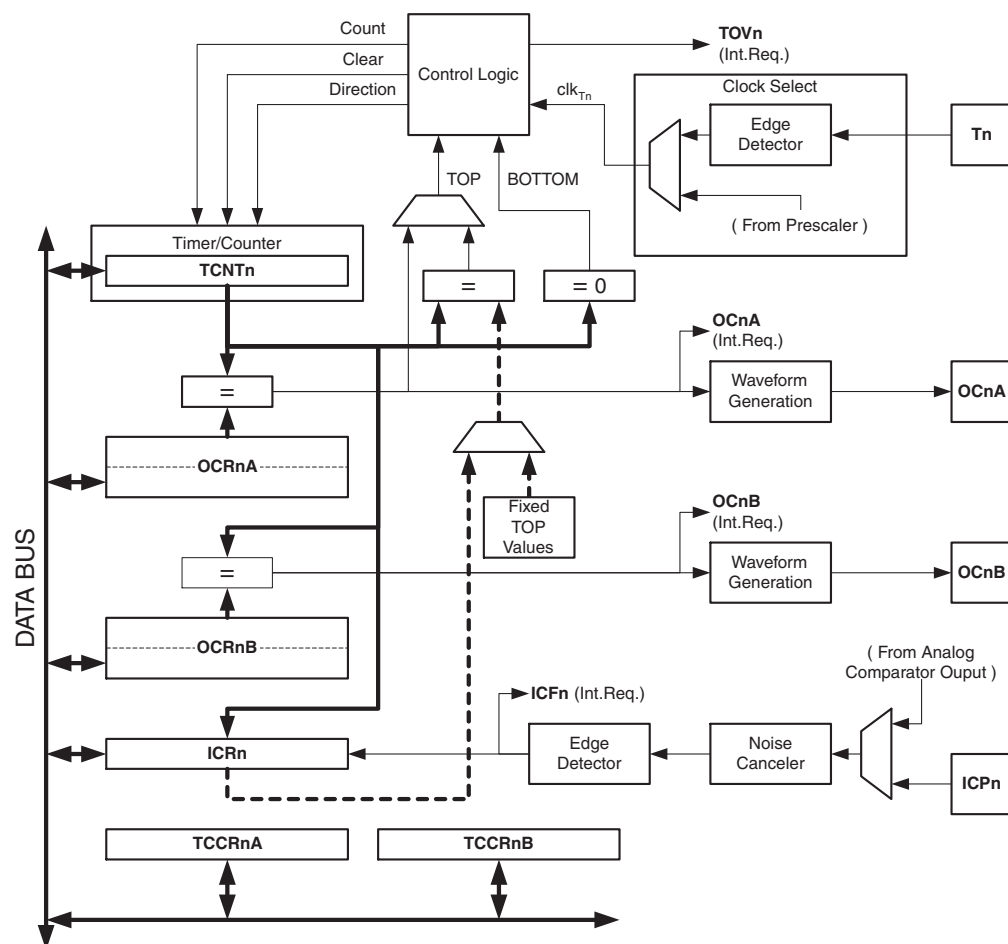 Count
Clear
Direction
Control Logic
TOVn
(Int.Req.)
clkTn
Clock Select
Edge
Detector
Tn
( From Prescaler )
TOP
BOTTOM
Timer/Counter
TCNTn
=
= 0
OCnA
(Int.Req.)
=
Waveform
Generation
OCnA
OCRnA
Fixed
TOP
Values
OCnB
(Int.Req.)
=
Waveform
Generation
OCnB
DATA BUS
OCRnB
( From Analog
Comparator Ouput )
ICFn (Int.Req.)
ICRn
Edge
Detector
Noise
Canceler
ICPn
TCCRnA
TCCRnB